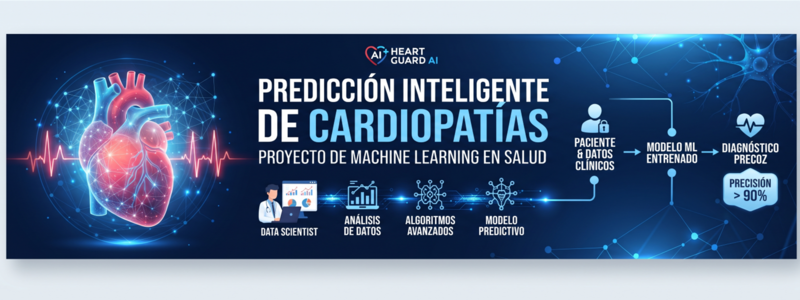 AI HEART
GUARD AI
PREDICCIÓN INTELIGENTE
DE CARDIOPATÍAS
PROYECTO DE MACHINE LEARNING EN SALUD
DATA SCIENTIST
ANÁLISIS
DE DATOS
ALGORITMOS
AVANZADOS
MODELO
PREDICTIVO
PACIENTE
& DATOS
CLÍNICOS
MODELO ML
ENTRENADO
DIAGNÓSTICO
PRECOZ
PRECISIÓN
> 90%